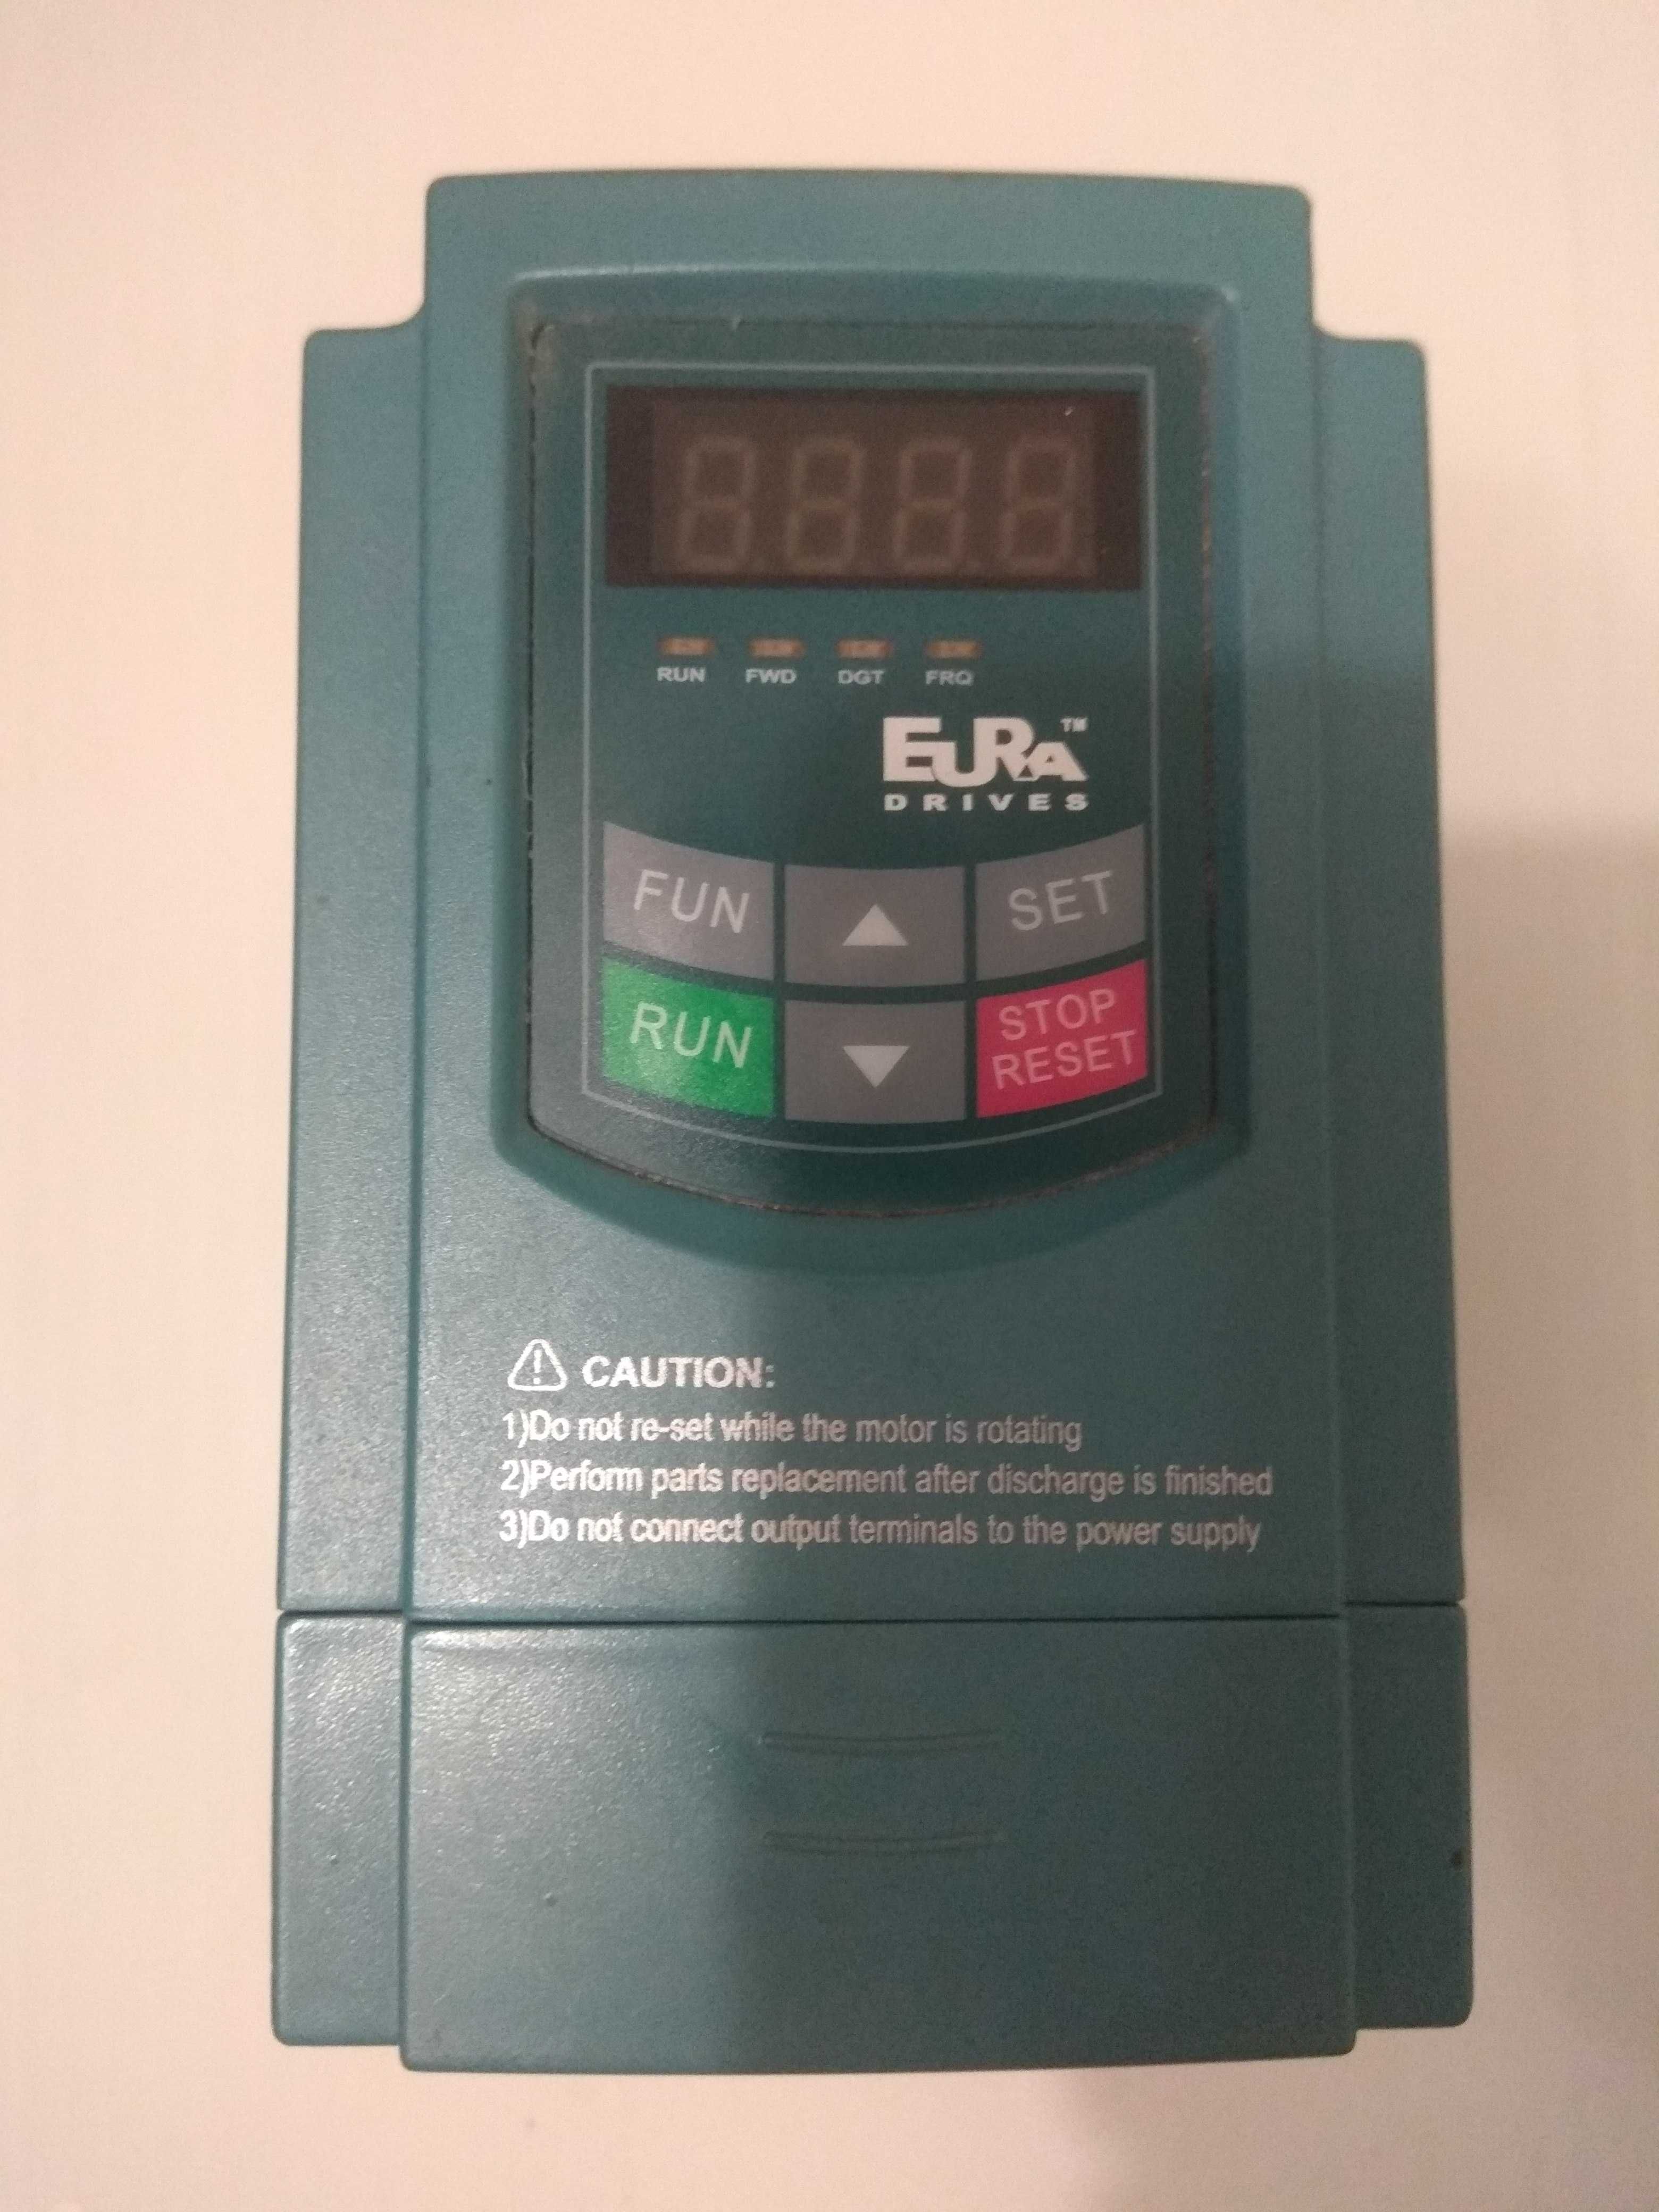 RUN FWD DGT FRQ
EURA™
DRIVES
FUN SET
RUN STOP RESET
CAUTION:
1)Do not re-set while the motor is rotating
2)Perform parts replacement after discharge is finished
3)Do not connect output terminals to the power supply